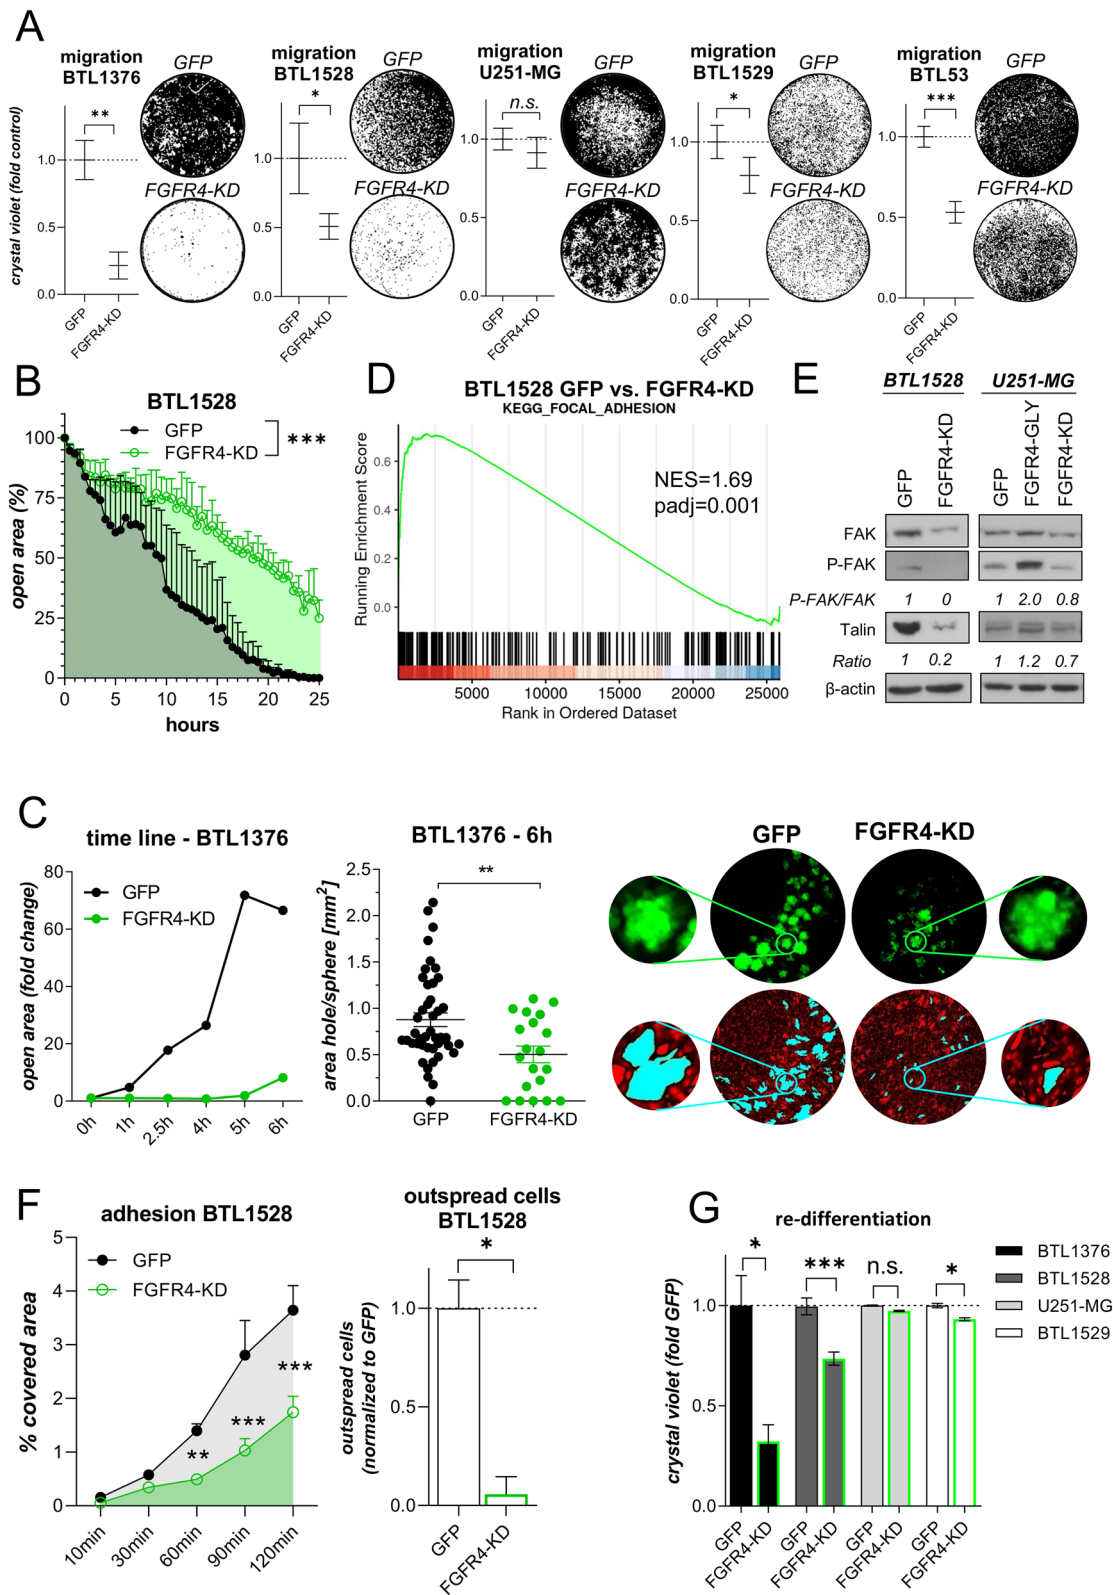 A
migration
BTL1376
GFP
**
crystal violet (fold control)
1.0
0.5
0.0
GFP
FGFR4-KD
FGFR4-KD
migration
BTL1528
GFP
*
1.0
0.5
0.0
GFP
FGFR4-KD
FGFR4-KD
migration
U251-MG
GFP
n.s.
1.0
0.5
0.0
GFP
FGFR4-KD
FGFR4-KD
migration
BTL1529
GFP
*
1.0
0.5
0.0
GFP
FGFR4-KD
FGFR4-KD
migration
BTL53
GFP
***
1.0
0.5
0.0
GFP
FGFR4-KD
FGFR4-KD
B
BTL1528
GFP
FGFR4-KD
***
open area (%)
100
75
50
25
0
0 5 10 15 20 25
hours
D
BTL1528 GFP vs. FGFR4-KD
KEGG_FOCAL_ADHESION
Running Enrichment Score
0.6
0.4
0.2
0.0
NES=1.69
padj=0.001
5000 10000 15000 20000 25000
Rank in Ordered Dataset
E
BTL1528 U251-MG
GFP
FGFR4-KD
GFP
FGFR4-GLY
FGFR4-KD
FAK
P-FAK
P-FAK/FAK 1 0 1 2.0 0.8
Talin
Ratio 1 0.2 1 1.2 0.7
β-actin
C
time line - BTL1376
GFP
FGFR4-KD
open area (fold change)
80
60
40
20
0
0h 1h 2.5h 4h 5h 6h
BTL1376 - 6h
**
area hole/sphere [mm2]
2.5
2.0
1.5
1.0
0.5
0.0
GFP FGFR4-KD
GFP FGFR4-KD
F
adhesion BTL1528
GFP
FGFR4-KD
% covered area
5
4
3
2
1
0
**
***
***
10min 30min 60min 90min 120min
outspread cells
BTL1528
*
outspread cells
(normalized to GFP)
1.0
0.5
0.0
GFP
FGFR4-KD
G
re-differentiation
crystal violet (fold GFP)
* *** n.s. *
1.0
0.5
0.0
GFP
FGFR4-KD
GFP
FGFR4-KD
GFP
FGFR4-KD
GFP
FGFR4-KD
BTL1376
BTL1528
U251-MG
BTL1529